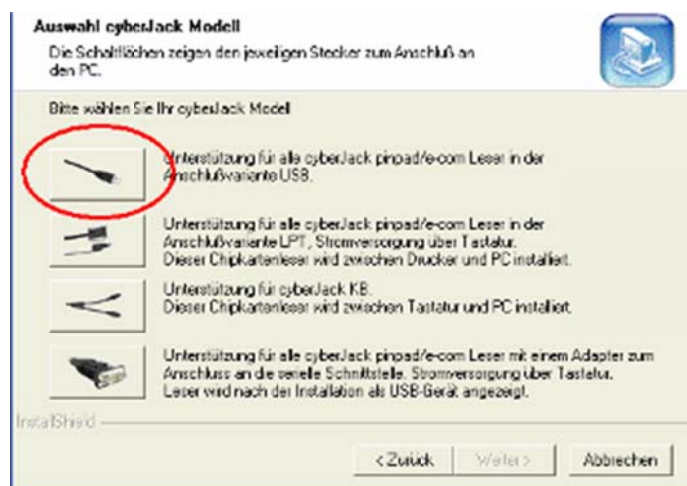 Auswahl cyberJack Modell
Die Schaltflächen zeigen den jeweiligen Stecker zum Anschluß an
den PC.
Bitte wählen Sie Ihr cyberJack Modell
Unterstützung für alle cyberJack pinpad/e-com Leser in der
Anschlußvariante USB.
Unterstützung für alle cyberJack pinpad/e-com Leser in der
Anschlußvariante LPT, Stromversorgung über Tastatur.
Dieser Chipkartenleser wird zwischen Drucker und PC installiert.
Unterstützung für cyberJack KB.
Dieser Chipkartenleser wird zwischen Tastatur und PC installiert.
Unterstützung für alle cyberJack pinpad/e-com Leser mit einem Adapter zum
Anschluss an die serielle Schnittstelle. Stromversorgung über Tastatur.
Leser wird nach der Installation als USB-Gerät angezeigt.
InstallShield
< Zurück
Weiter >
Abbrechen